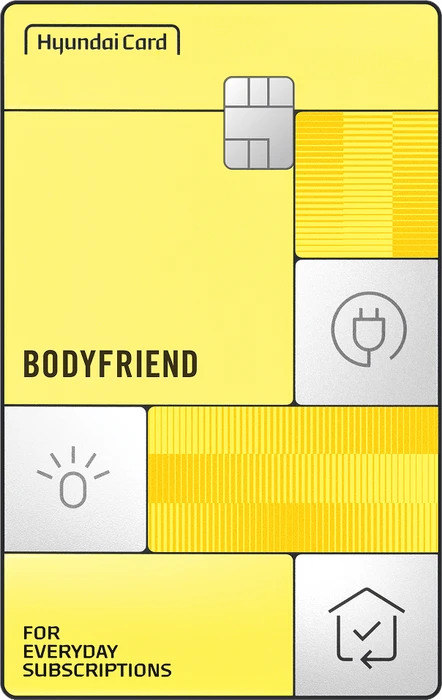 Hyundai Card
BODYFRIEND
FOR
EVERYDAY
SUBSCRIPTIONS